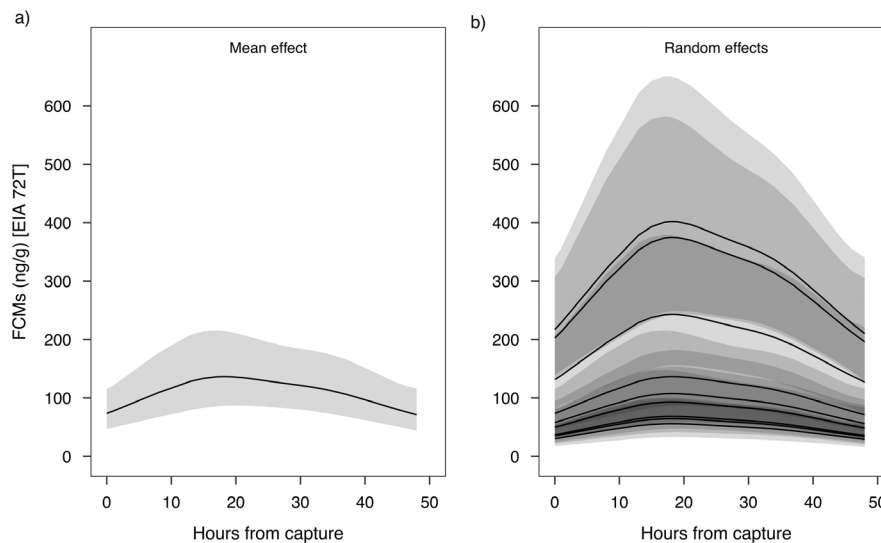 a)
Mean effect
FCMs (ng/g) [EIA 72T]
600
500
400
300
200
100
0
0 10 20 30 40 50
Hours from capture
b)
Random effects
600
500
400
300
200
100
0
0 10 20 30 40 50
Hours from capture